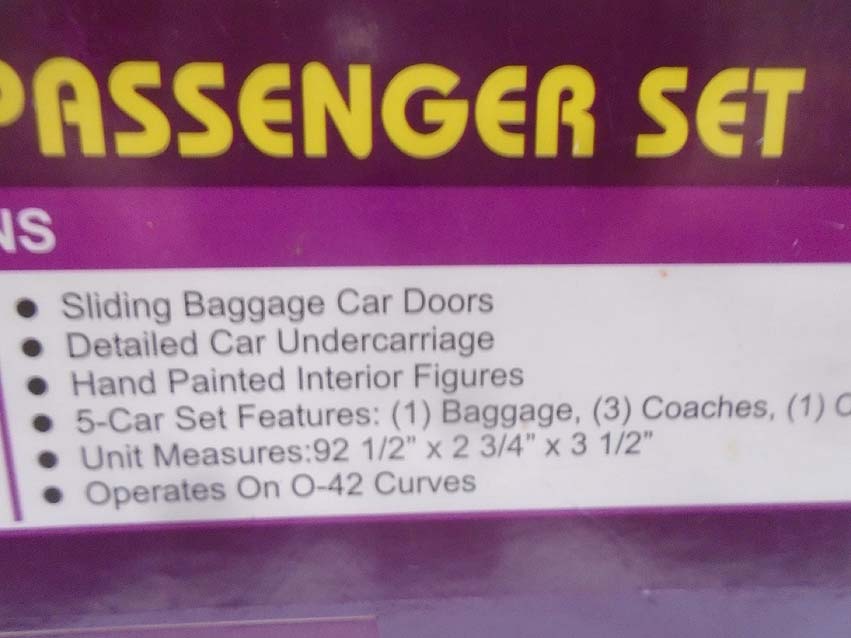 PASSENGER SET
NS
Sliding Baggage Car Doors
Detailed Car Undercarriage
Hand Painted Interior Figures
5-Car Set Features: (1) Baggage, (3) Coaches, (1)
Unit Measures:92 1/2" x 2 3/4" x 3 1/2"
Operates On O-42 Curves